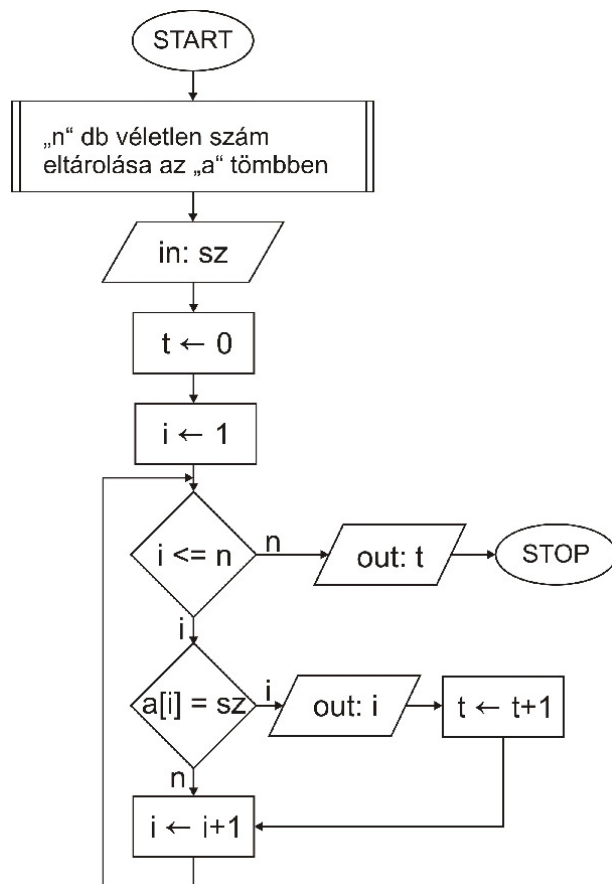 START
„n“ db véletlen szám
eltárolása az „a“ tömbben
in: sz
t ← 0
i ← 1
i <= n
n
out: t
STOP
i
a[i] = sz
i
out: i
t ← t+1
n
i ← i+1